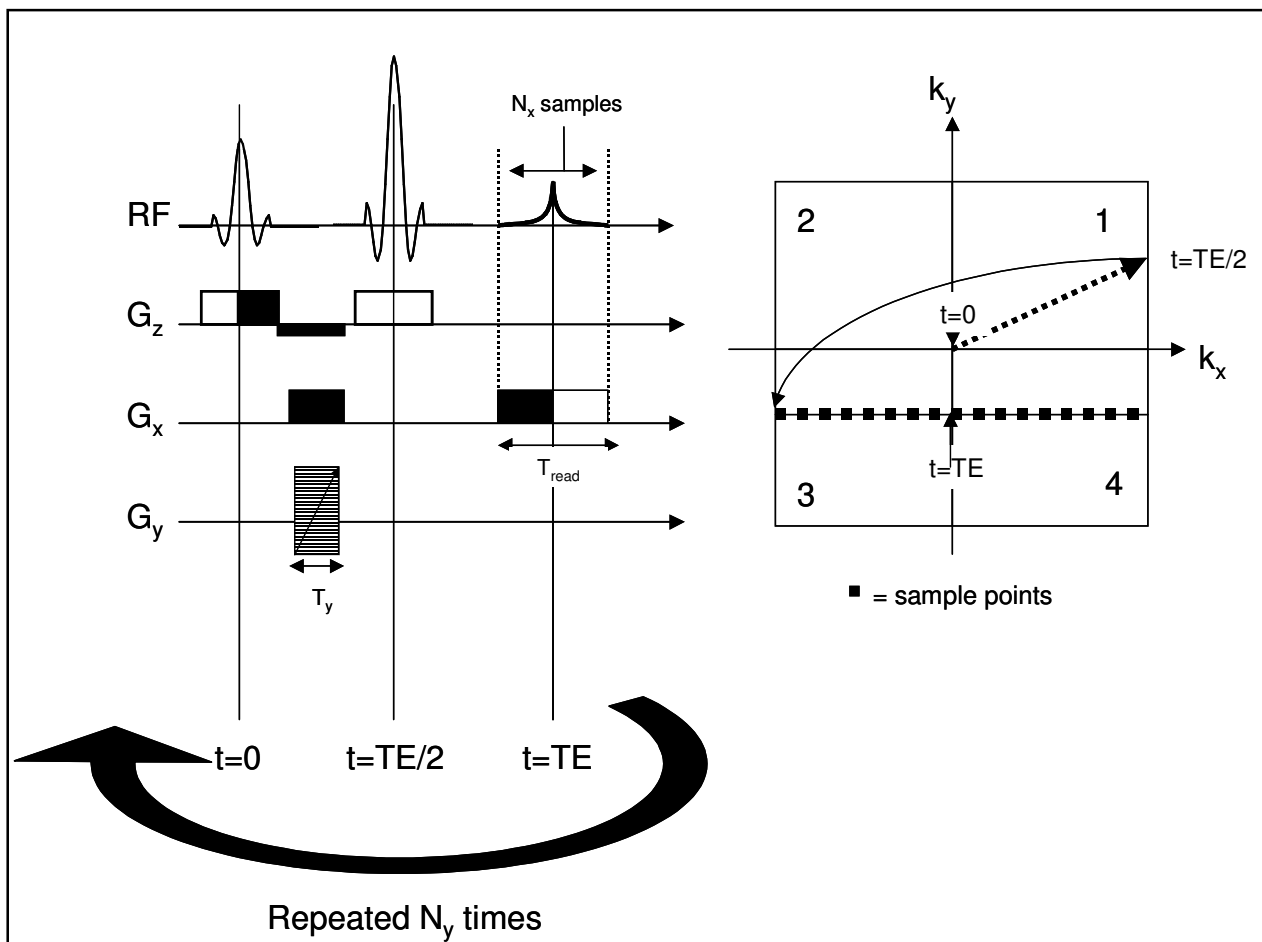 N_x samples
RF
G_z
G_x
T_read
G_y
T_y
t=0
t=TE/2
t=TE
Repeated N_y times
k_y
2
1
t=TE/2
t=0
k_x
t=TE
3
4
= sample points